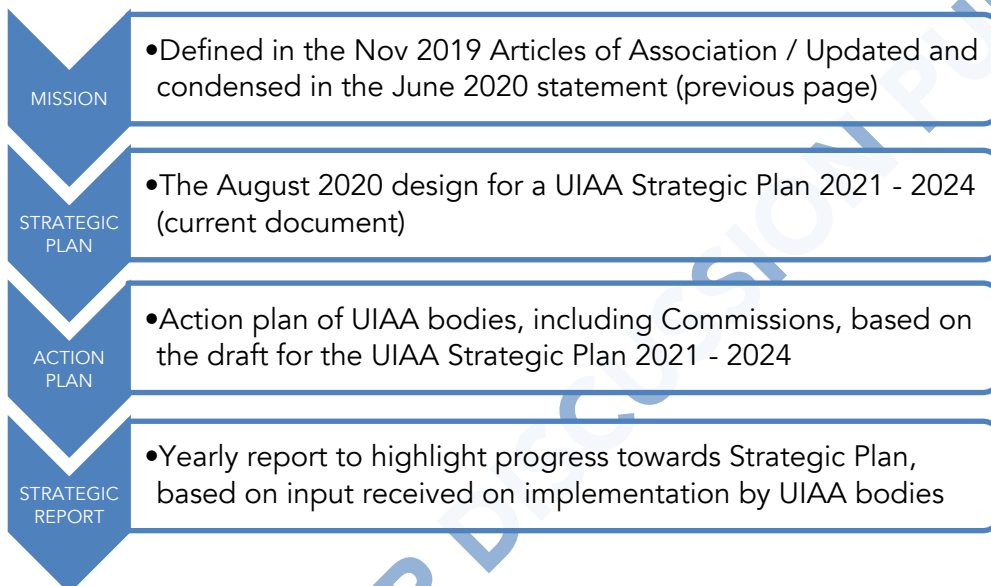 MISSION
•Defined in the Nov 2019 Articles of Association / Updated and
condensed in the June 2020 statement (previous page)
STRATEGIC
PLAN
•The August 2020 design for a UIAA Strategic Plan 2021 - 2024
(current document)
ACTION
PLAN
•Action plan of UIAA bodies, including Commissions, based on
the draft for the UIAA Strategic Plan 2021 - 2024
STRATEGIC
REPORT
•Yearly report to highlight progress towards Strategic Plan,
based on input received on implementation by UIAA bodies
DISCUSSION